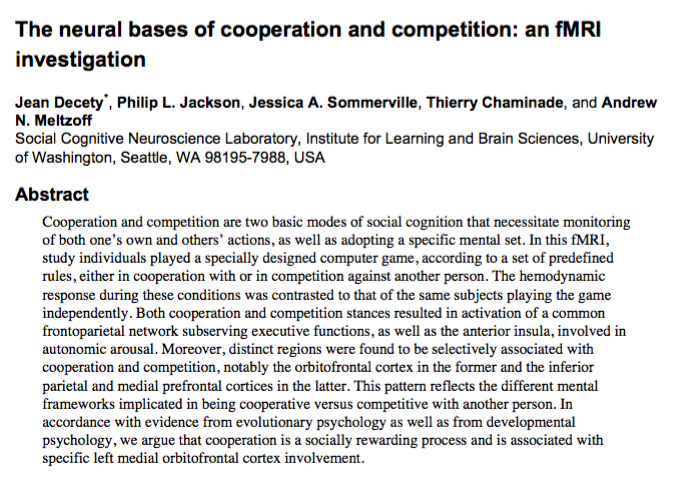 The neural bases of cooperation and competition: an fMRI
investigation
Jean Decety*, Philip L. Jackson, Jessica A. Sommerville, Thierry Chaminade, and Andrew
N. Meltzoff
Social Cognitive Neuroscience Laboratory, Institute for Learning and Brain Sciences, University
of Washington, Seattle, WA 98195-7988, USA
Abstract
Cooperation and competition are two basic modes of social cognition that necessitate monitoring
of both one's own and others' actions, as well as adopting a specific mental set. In this fMRI,
study individuals played a specially designed computer game, according to a set of predefined
rules, either in cooperation with or in competition against another person. The hemodynamic
response during these conditions was contrasted to that of the same subjects playing the game
independently. Both cooperation and competition stances resulted in activation of a common
frontoparietal network subserving executive functions, as well as the anterior insula, involved in
autonomic arousal. Moreover, distinct regions were found to be selectively associated with
cooperation and competition, notably the orbitofrontal cortex in the former and the inferior
parietal and medial prefrontal cortices in the latter. This pattern reflects the different mental
frameworks implicated in being cooperative versus competitive with another person. In
accordance with evidence from evolutionary psychology as well as from developmental
psychology, we argue that cooperation is a socially rewarding process and is associated with
specific left medial orbitofrontal cortex involvement.